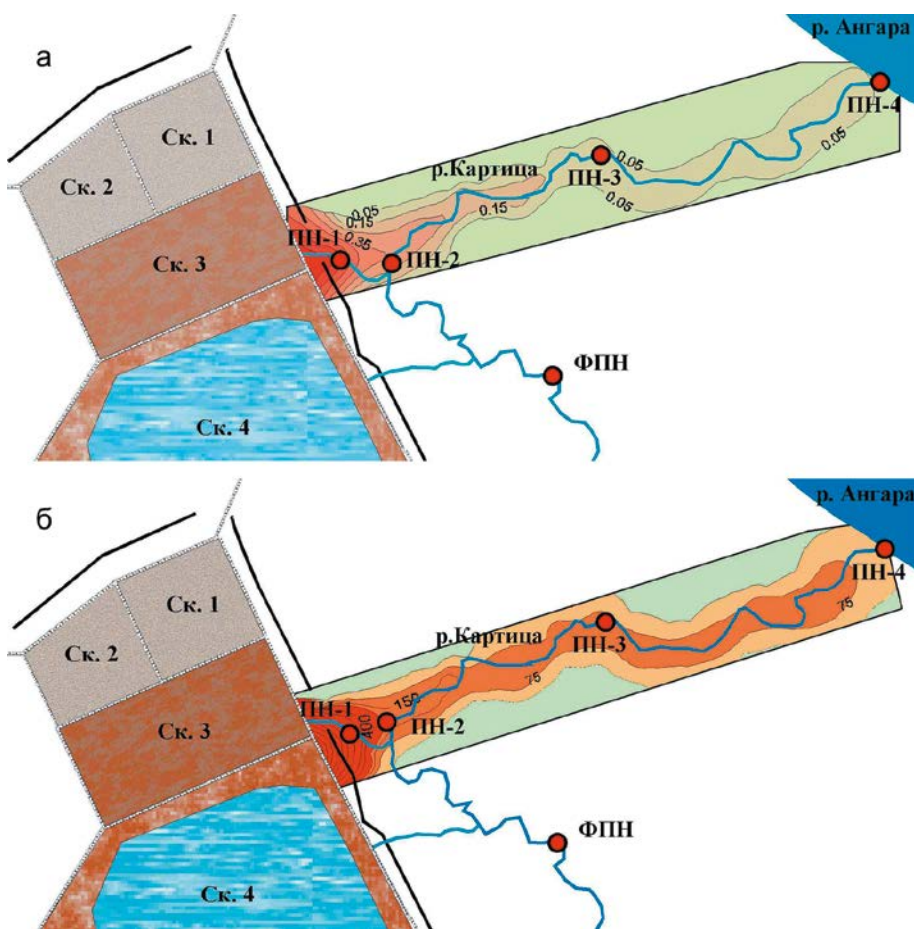 а
р. Ангара
Ск. 1
Ск. 2
Ск. 3
Ск. 4
р.Картица
ПН-1
ПН-2
ПН-3
ПН-4
ФПН
0.05
0.15
0.35
0.15
0.05
0.05
0.05
б
р. Ангара
Ск. 1
Ск. 2
Ск. 3
Ск. 4
р.Картица
ПН-1
ПН-2
ПН-3
ПН-4
ФПН
400
150
75
75